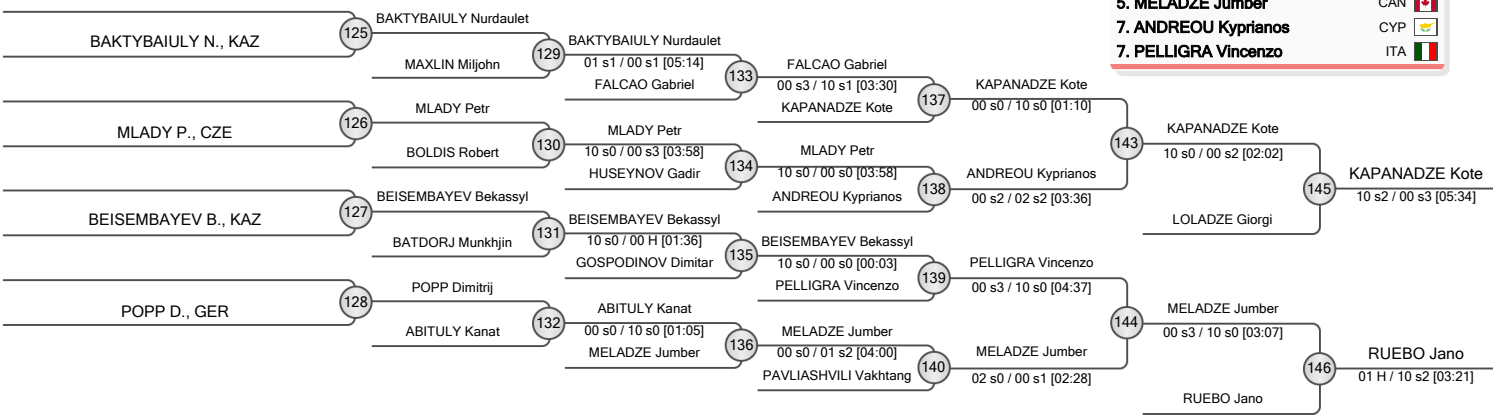 5. MELADZE Jumber CAN
7. ANDREOU Kyprianos CYP
7. PELLIGRA Vincenzo ITA
BAKTYBAIULY N., KAZ
125
BAKTYBAIULY Nurdaulet
MAXLIN Miljohn
129
BAKTYBAIULY Nurdaulet
01 s1 / 00 s1 [05:14]
FALCAO Gabriel
133
FALCAO Gabriel
00 s3 / 10 s1 [03:30]
KAPANADZE Kote
137
KAPANADZE Kote
00 s0 / 10 s0 [01:10]
MLADY P., CZE
126
MLADY Petr
BOLDIS Robert
130
MLADY Petr
10 s0 / 00 s3 [03:58]
HUSEYNOV Gadir
134
MLADY Petr
10 s0 / 00 s0 [03:58]
ANDREOU Kyprianos
138
ANDREOU Kyprianos
00 s2 / 02 s2 [03:36]
143
KAPANADZE Kote
10 s0 / 00 s2 [02:02]
LOLADZE Giorgi
145
KAPANADZE Kote
10 s2 / 00 s3 [05:34]
BEISEMBAYEV B., KAZ
127
BEISEMBAYEV Bekassyl
BATDORJ Munkhjin
131
BEISEMBAYEV Bekassyl
10 s0 / 00 H [01:36]
GOSPODINOV Dimitar
135
BEISEMBAYEV Bekassyl
10 s0 / 00 s0 [00:03]
PELLIGRA Vincenzo
139
PELLIGRA Vincenzo
00 s3 / 10 s0 [04:37]
POPP D., GER
128
POPP Dimitrij
ABITULY Kanat
132
ABITULY Kanat
00 s0 / 10 s0 [01:05]
MELADZE Jumber
136
MELADZE Jumber
00 s0 / 01 s2 [04:00]
PAVLIASHVILI Vakhtang
140
MELADZE Jumber
02 s0 / 00 s1 [02:28]
144
MELADZE Jumber
00 s3 / 10 s0 [03:07]
RUEBO Jano
146
RUEBO Jano
01 H / 10 s2 [03:21]